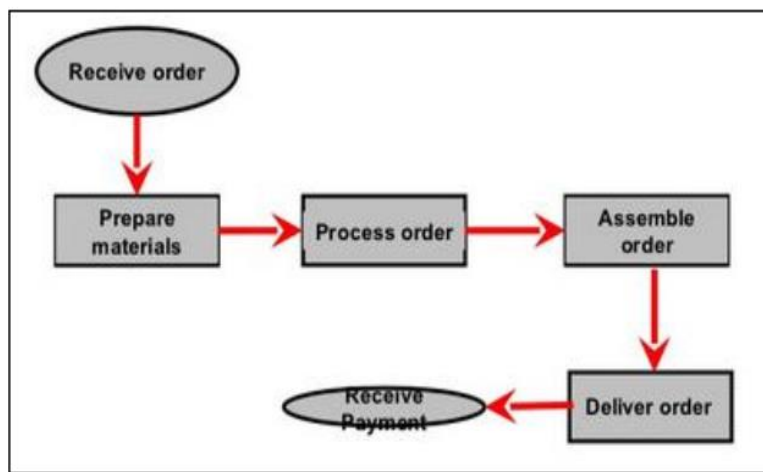 Receive order
Prepare
materials
Process order
Assemble
order
Deliver order
Receive
Payment